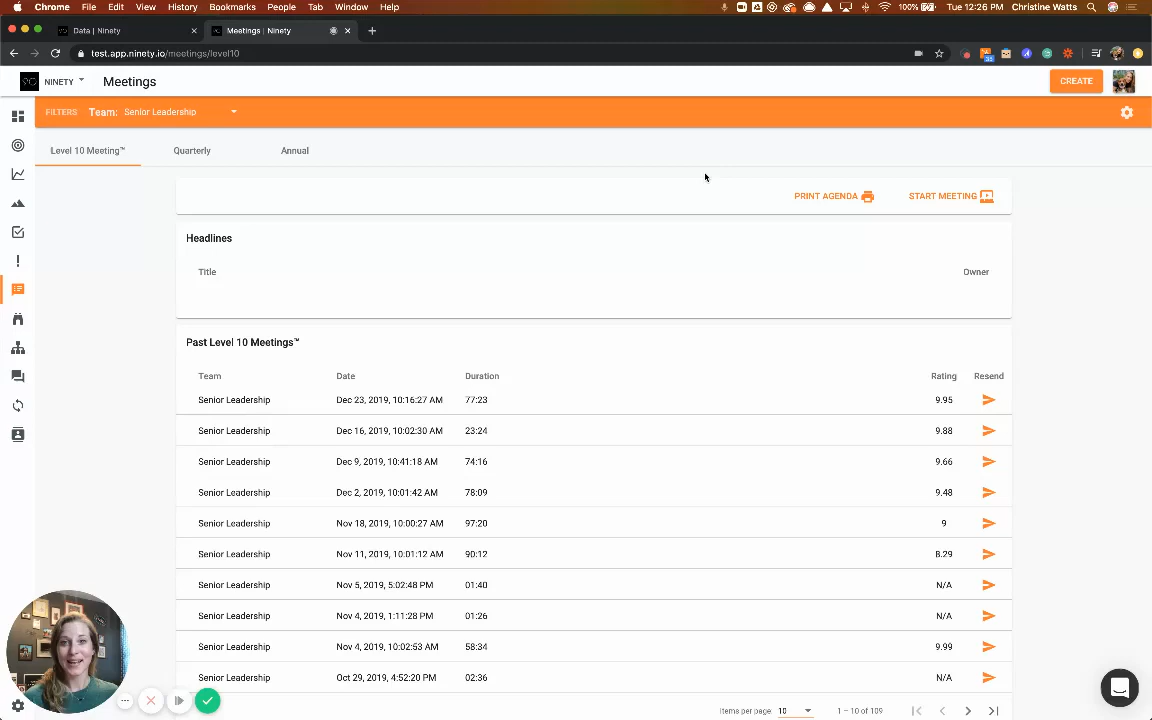 Chrome File Edit View History Bookmarks People Tab Window Help 100% Tue 12:26 PM Christine Watts
Data | Ninety Meetings | Ninety
test.app.ninety.io/meetings/level10
NINETY Meetings CREATE
FILTERS Team: Senior Leadership
Level 10 Meeting™ Quarterly Annual
PRINT AGENDA START MEETING
Headlines
Title Owner
Past Level 10 Meetings™
Team Date Duration Rating Resend
Senior Leadership Dec 23, 2019, 10:16:27 AM 77:23 9.95
Senior Leadership Dec 16, 2019, 10:02:30 AM 23:24 9.88
Senior Leadership Dec 9, 2019, 10:41:18 AM 74:16 9.66
Senior Leadership Dec 2, 2019, 10:01:42 AM 78:09 9.48
Senior Leadership Nov 18, 2019, 10:00:27 AM 97:20 9
Senior Leadership Nov 11, 2019, 10:01:12 AM 90:12 8.29
Senior Leadership Nov 5, 2019, 5:02:48 PM 01:40 N/A
Senior Leadership Nov 4, 2019, 1:11:28 PM 01:26 N/A
Senior Leadership Nov 4, 2019, 10:02:53 AM 58:34 9.99
Senior Leadership Oct 29, 2019, 4:52:20 PM 02:36 N/A
Items per page 10 1 – 10 of 109